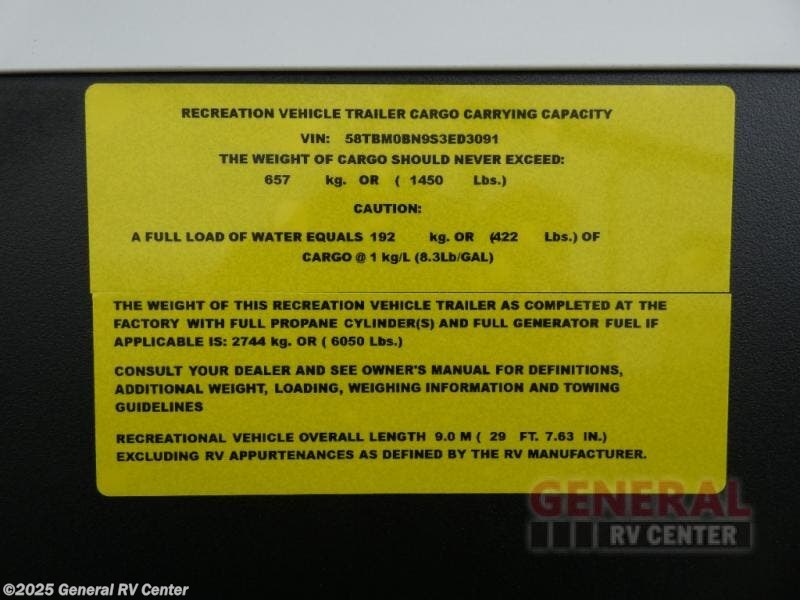 RECREATION VEHICLE TRAILER CARGO CARRYING CAPACITY
VIN: 58TBM0BN9S3ED3091
THE WEIGHT OF CARGO SHOULD NEVER EXCEED:
657 kg. OR ( 1450 Lbs.)
CAUTION:
A FULL LOAD OF WATER EQUALS 192 kg. OR (422 Lbs.) OF
CARGO @ 1 kg/L (8.3Lb/GAL)
THE WEIGHT OF THIS RECREATION VEHICLE TRAILER AS COMPLETED AT THE
FACTORY WITH FULL PROPANE CYLINDER(S) AND FULL GENERATOR FUEL IF
APPLICABLE IS: 2744 kg. OR ( 6050 Lbs.)
CONSULT YOUR DEALER AND SEE OWNER'S MANUAL FOR DEFINITIONS,
ADDITIONAL WEIGHT, LOADING, WEIGHING INFORMATION AND TOWING
GUIDELINES
RECREATIONAL VEHICLE OVERALL LENGTH 9.0 M ( 29 FT. 7.63 IN.)
EXCLUDING RV APPURTENANCES AS DEFINED BY THE RV MANUFACTURER.
GENERAL
RV CENTER
©2025 General RV Center